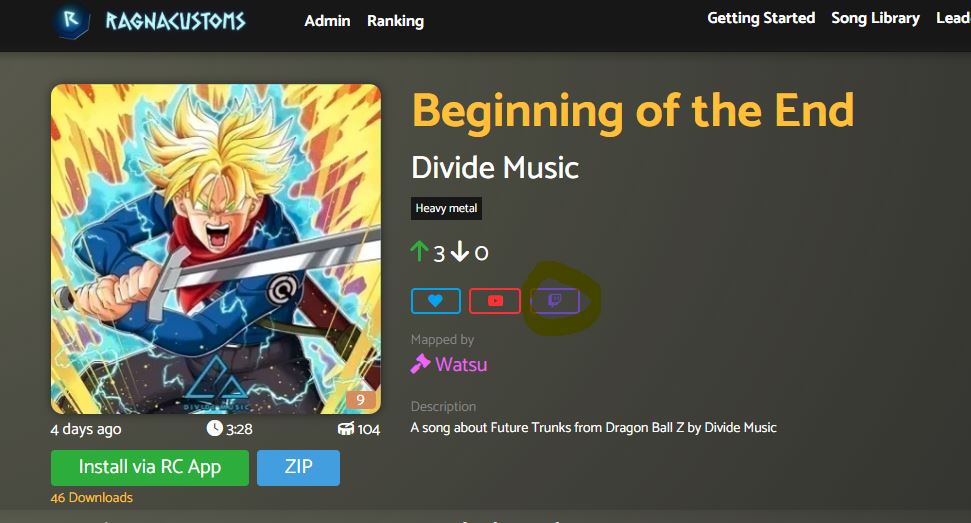 RAGNACUSTOMS
Admin Ranking
Getting Started Song Library Lead
Beginning of the End
Divide Music
Heavy metal
3 0
Mapped by
Watsu
Description
A song about Future Trunks from Dragon Ball Z by Divide Music
DIVIDE MUSIC
9
4 days ago 3:28 104
Install via RC App ZIP
46 Downloads